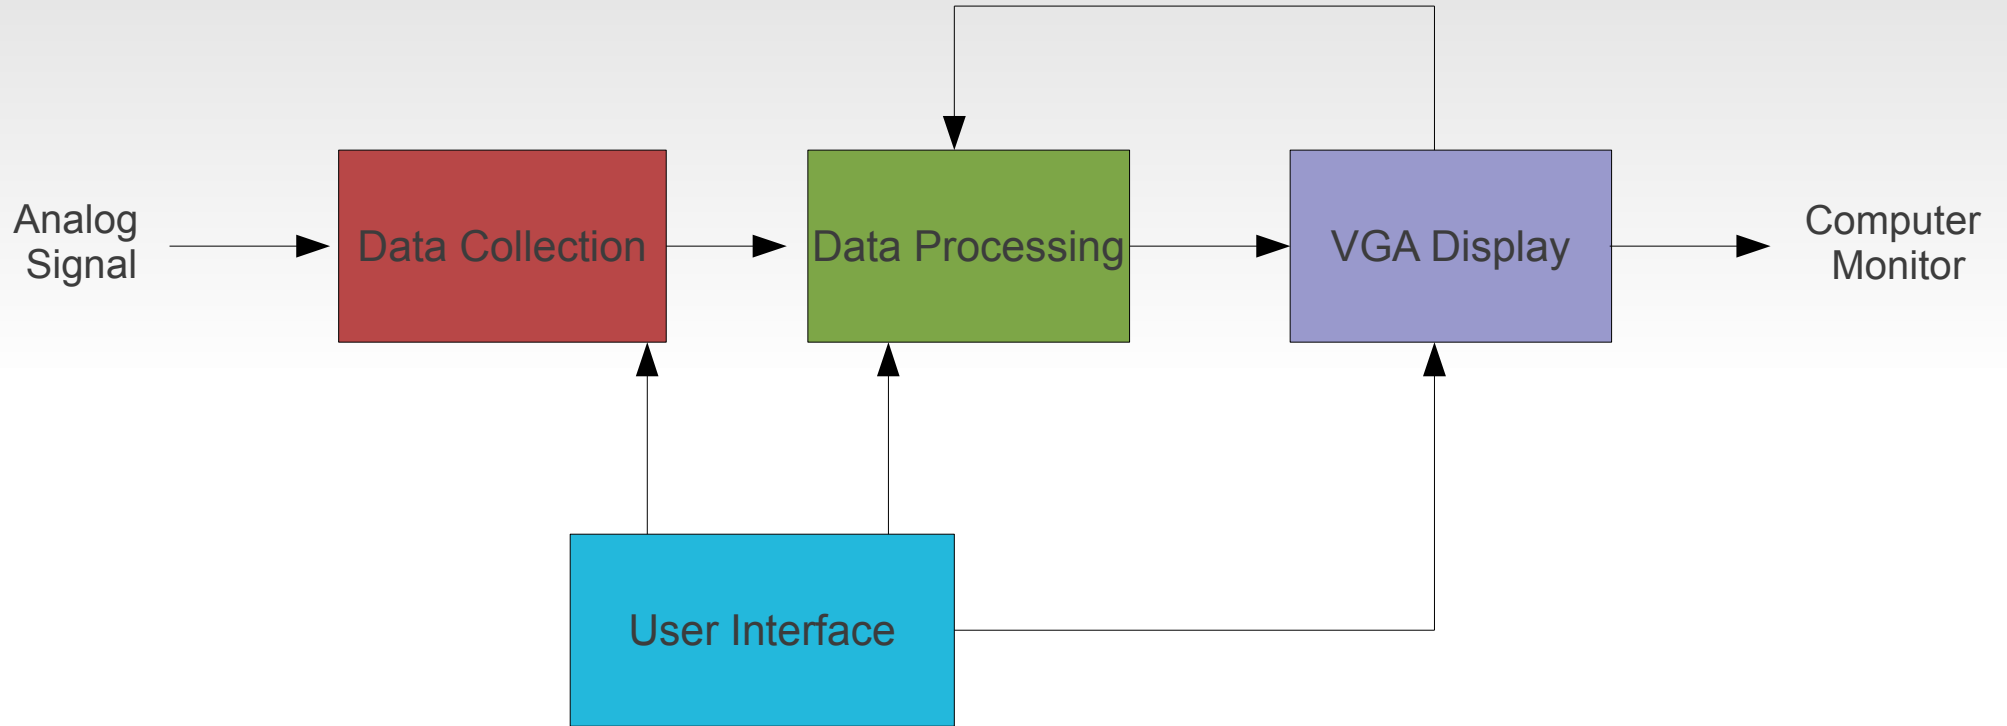 Analog
Signal
Data Collection
Data Processing
VGA Display
Computer
Monitor
User Interface